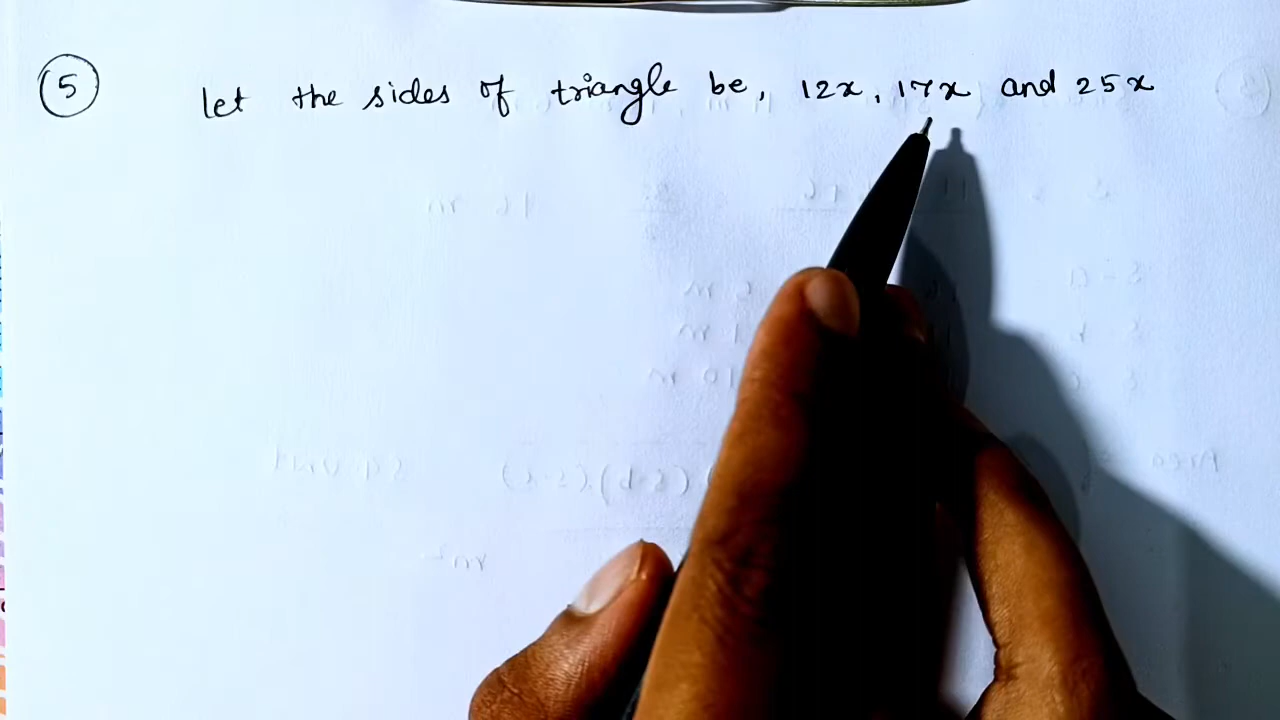 5 Let the sides of triangle be, 12x, 17x and 25x